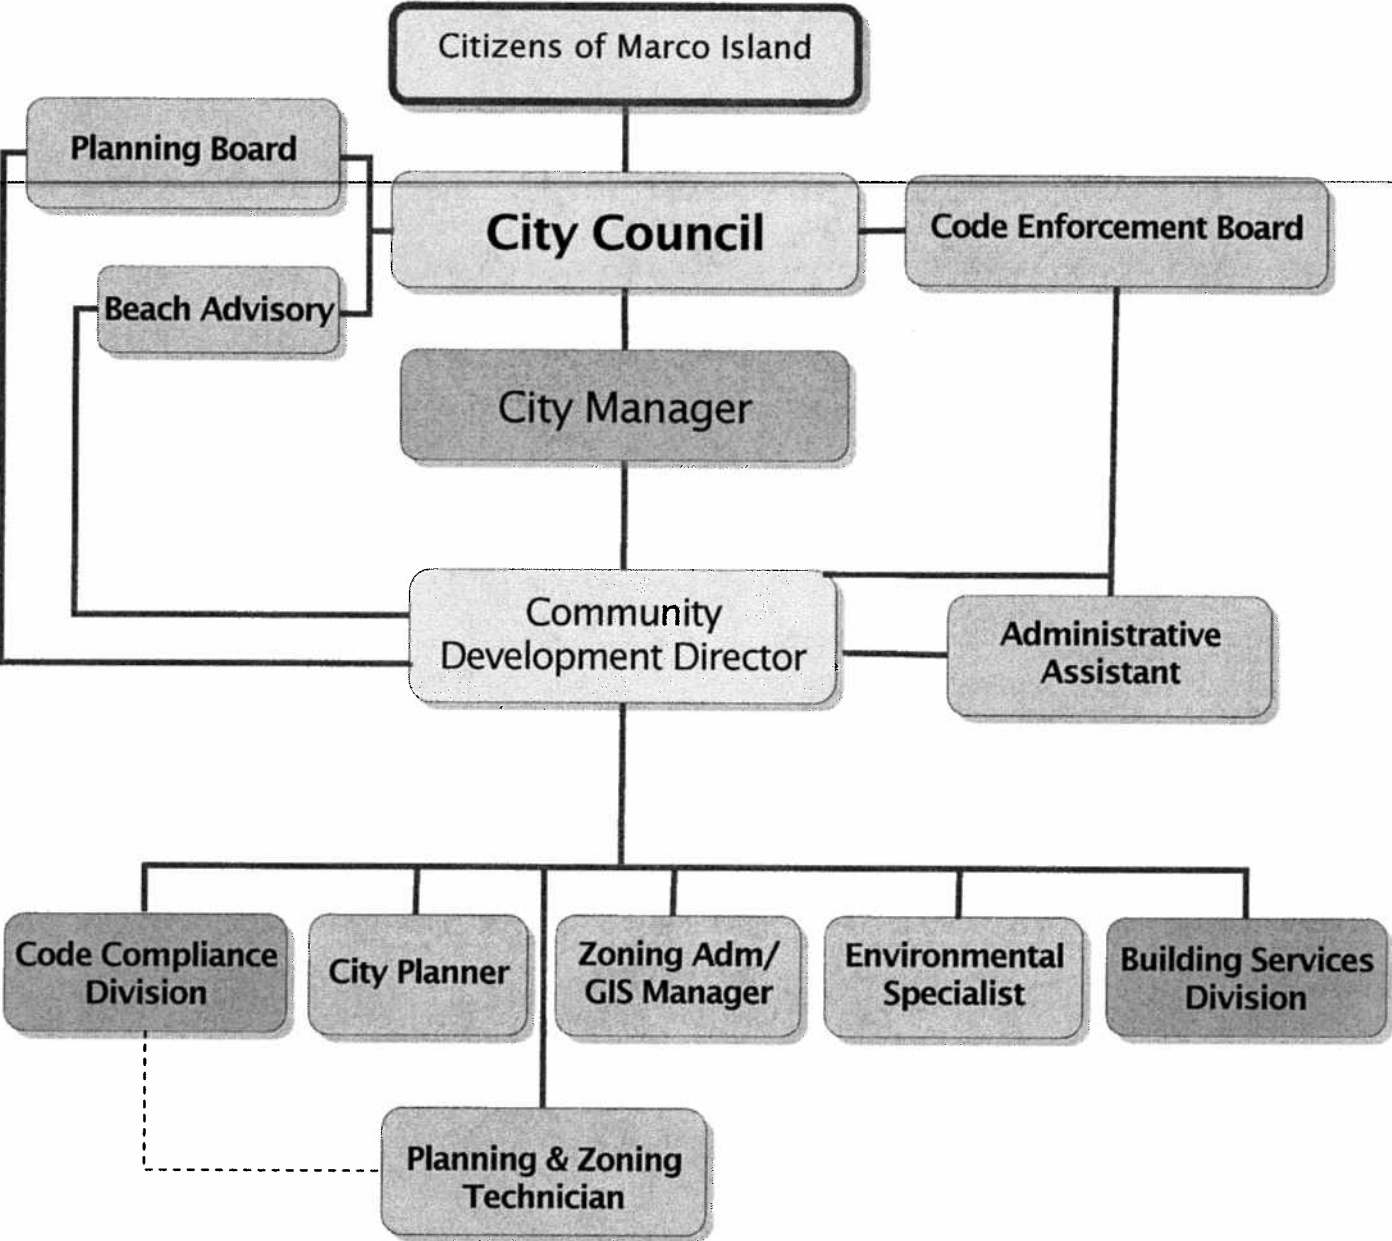 Citizens of Marco Island
Planning Board
City Council
Code Enforcement Board
Beach Advisory
City Manager
Community
Development Director
Administrative
Assistant
Code Compliance
Division
City Planner
Zoning Adm/
GIS Manager
Environmental
Specialist
Building Services
Division
Planning & Zoning
Technician